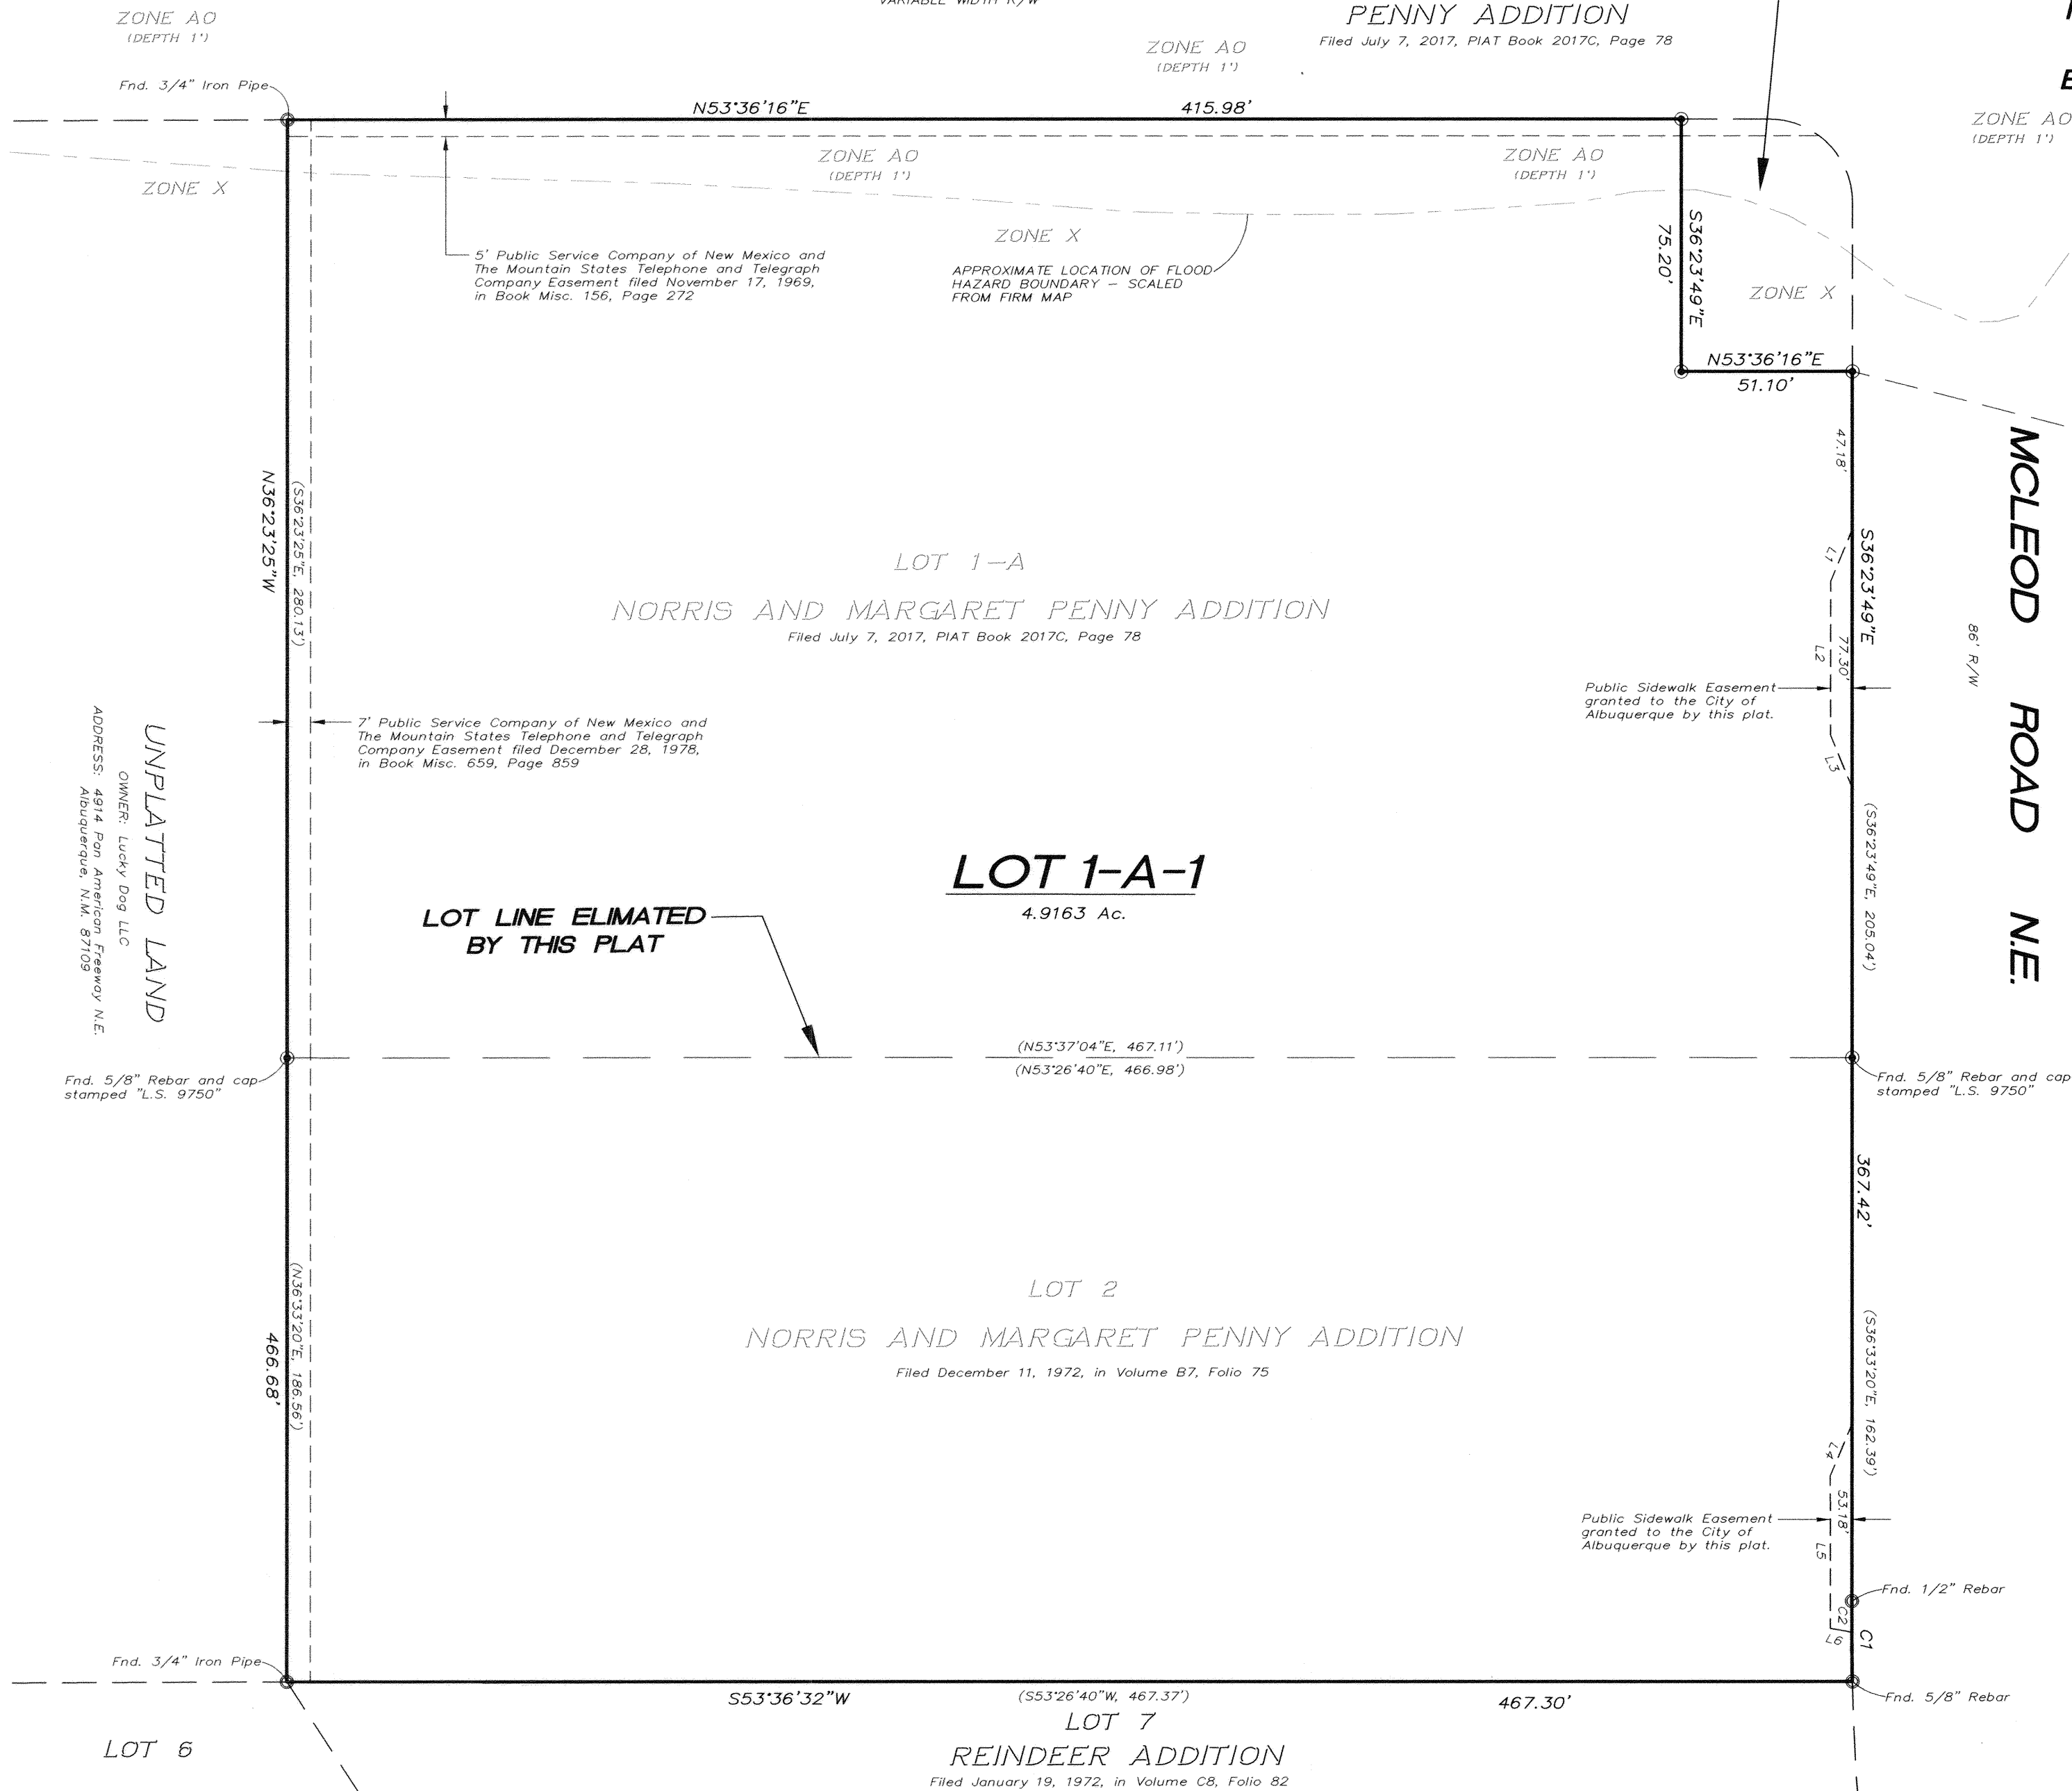 VARIABLE WIDTH R/W
ZONE AO
(DEPTH 1')
PENNY ADDITION
Filed July 7, 2017, PlAT Book 2017C, Page 78
ZONE AO
(DEPTH 1')
Fnd. 3/4" Iron Pipe
N53°36'16"E
415.98'
ZONE AO
(DEPTH 1')
ZONE AO
(DEPTH 1')
ZONE AO
(DEPTH 1')
ZONE X
ZONE X
S36°23'49"E
75.20'
5' Public Service Company of New Mexico and
The Mountain States Telephone and Telegraph
Company Easement filed November 17, 1969,
in Book Misc. 156, Page 272
APPROXIMATE LOCATION OF FLOOD
HAZARD BOUNDARY – SCALED
FROM FIRM MAP
ZONE X
N53°36'16"E
51.10'
47.18'
MCLEOD ROAD N.E.
86' R/W
N36°23'25"W
(S36°23'25"E, 280.13')
LOT 1-A
NORRIS AND MARGARET PENNY ADDITION
Filed July 7, 2017, PlAT Book 2017C, Page 78
S36°23'49"E
L1
77.30'
L2
L3
Public Sidewalk Easement
granted to the City of
Albuquerque by this plat.
7' Public Service Company of New Mexico and
The Mountain States Telephone and Telegraph
Company Easement filed December 28, 1978,
in Book Misc. 659, Page 859
UNPLATTED LAND
OWNER: Lucky Dog LLC
ADDRESS: 4914 Pan American Freeway N.E.
Albuquerque, N.M. 87109
(S36°23'49"E, 205.04')
LOT 1-A-1
4.9163 Ac.
LOT LINE ELIMATED
BY THIS PLAT
(N53°37'04"E, 467.11')
(N53°26'40"E, 466.98')
Fnd. 5/8" Rebar and cap
stamped "L.S. 9750"
Fnd. 5/8" Rebar and cap
stamped "L.S. 9750"
367.42'
(N36°33'20"E, 186.56')
466.68'
LOT 2
NORRIS AND MARGARET PENNY ADDITION
Filed December 11, 1972, in Volume B7, Folio 75
(S36°33'20"E, 162.39')
L4
53.18'
L5
Public Sidewalk Easement
granted to the City of
Albuquerque by this plat.
Fnd. 1/2" Rebar
C2
C1
L6
Fnd. 3/4" Iron Pipe
S53°36'32"W
(S53°26'40"W, 467.37')
467.30'
Fnd. 5/8" Rebar
LOT 6
LOT 7
REINDEER ADDITION
Filed January 19, 1972, in Volume C8, Folio 82